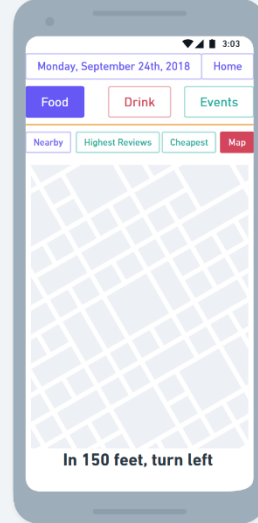 3:03
Monday, September 24th, 2018 Home
Food Drink Events
Nearby Highest Reviews Cheapest Map
In 150 feet, turn left